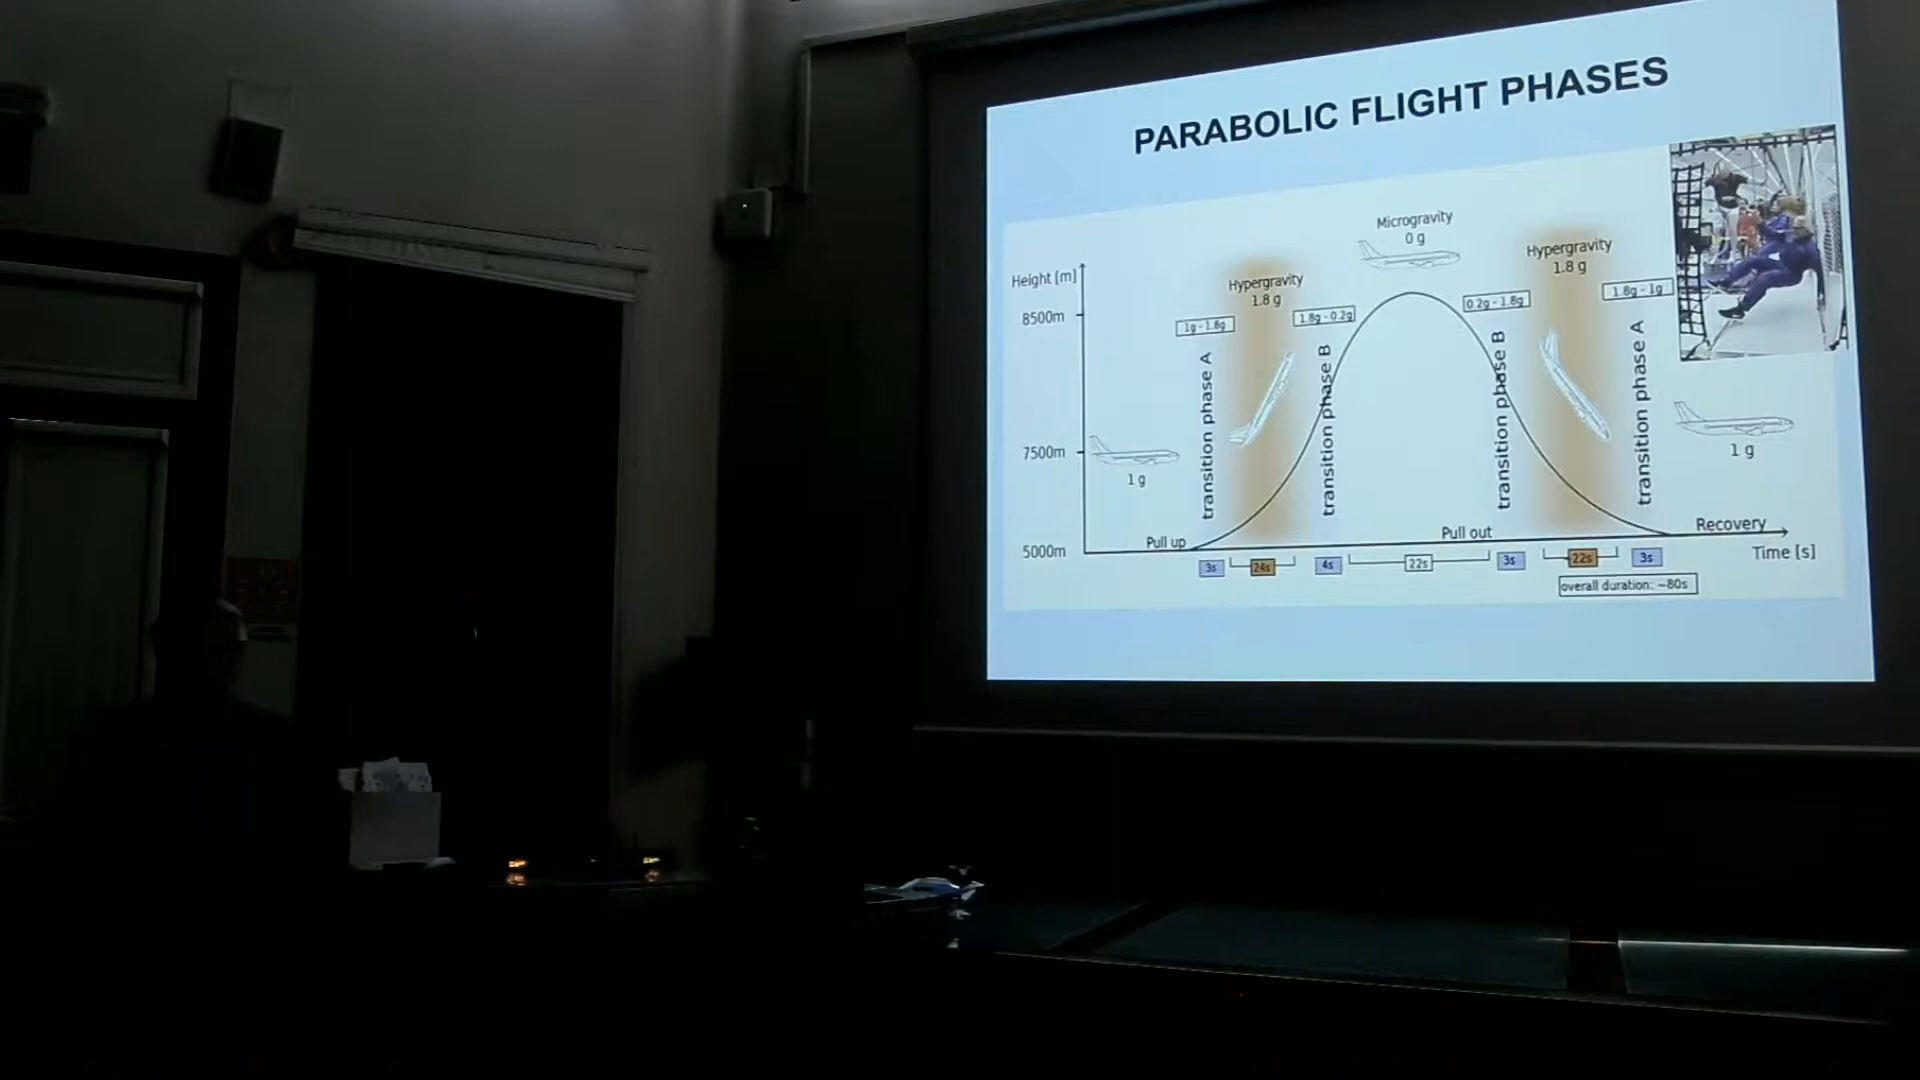 PARABOLIC FLIGHT PHASES
Microgravity
0 g
Hypergravity
1.8 g
Hypergravity
1.8 g
Height [m]
8500m
7500m
5000m
1g - 1.8g
1.8g - 0.2g
0.2g - 1.8g
1.8g - 1g
transition phase A
transition phase B
transition phase B
transition phase A
1 g
1 g
Pull up
Pull out
Recovery
Time [s]
3s
24s
4s
22s
3s
22s
3s
overall duration: ~80s